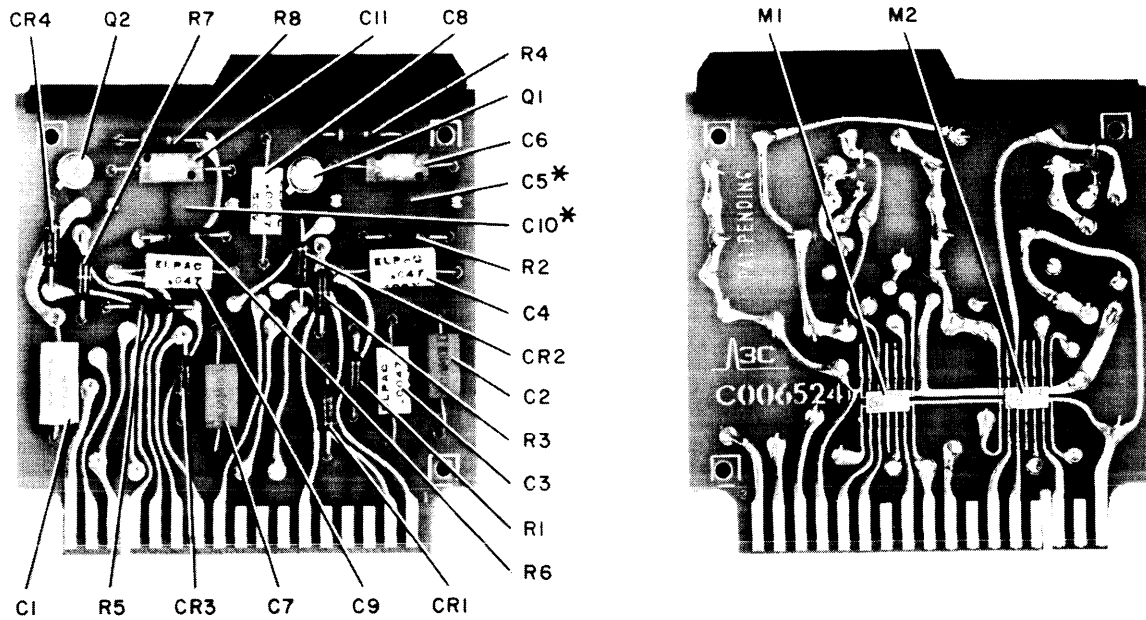 CR4 Q2 R7 R8 C11 C8
R4
Q1
C6
C5*
C10*
R2
C4
CR2
C2
R3
C3
R1
R6
C1 R5 CR3 C7 C9 CR1
ELPAC
.047
ELPAC
.047
M1 M2
PAT PENDING
3C
C006524